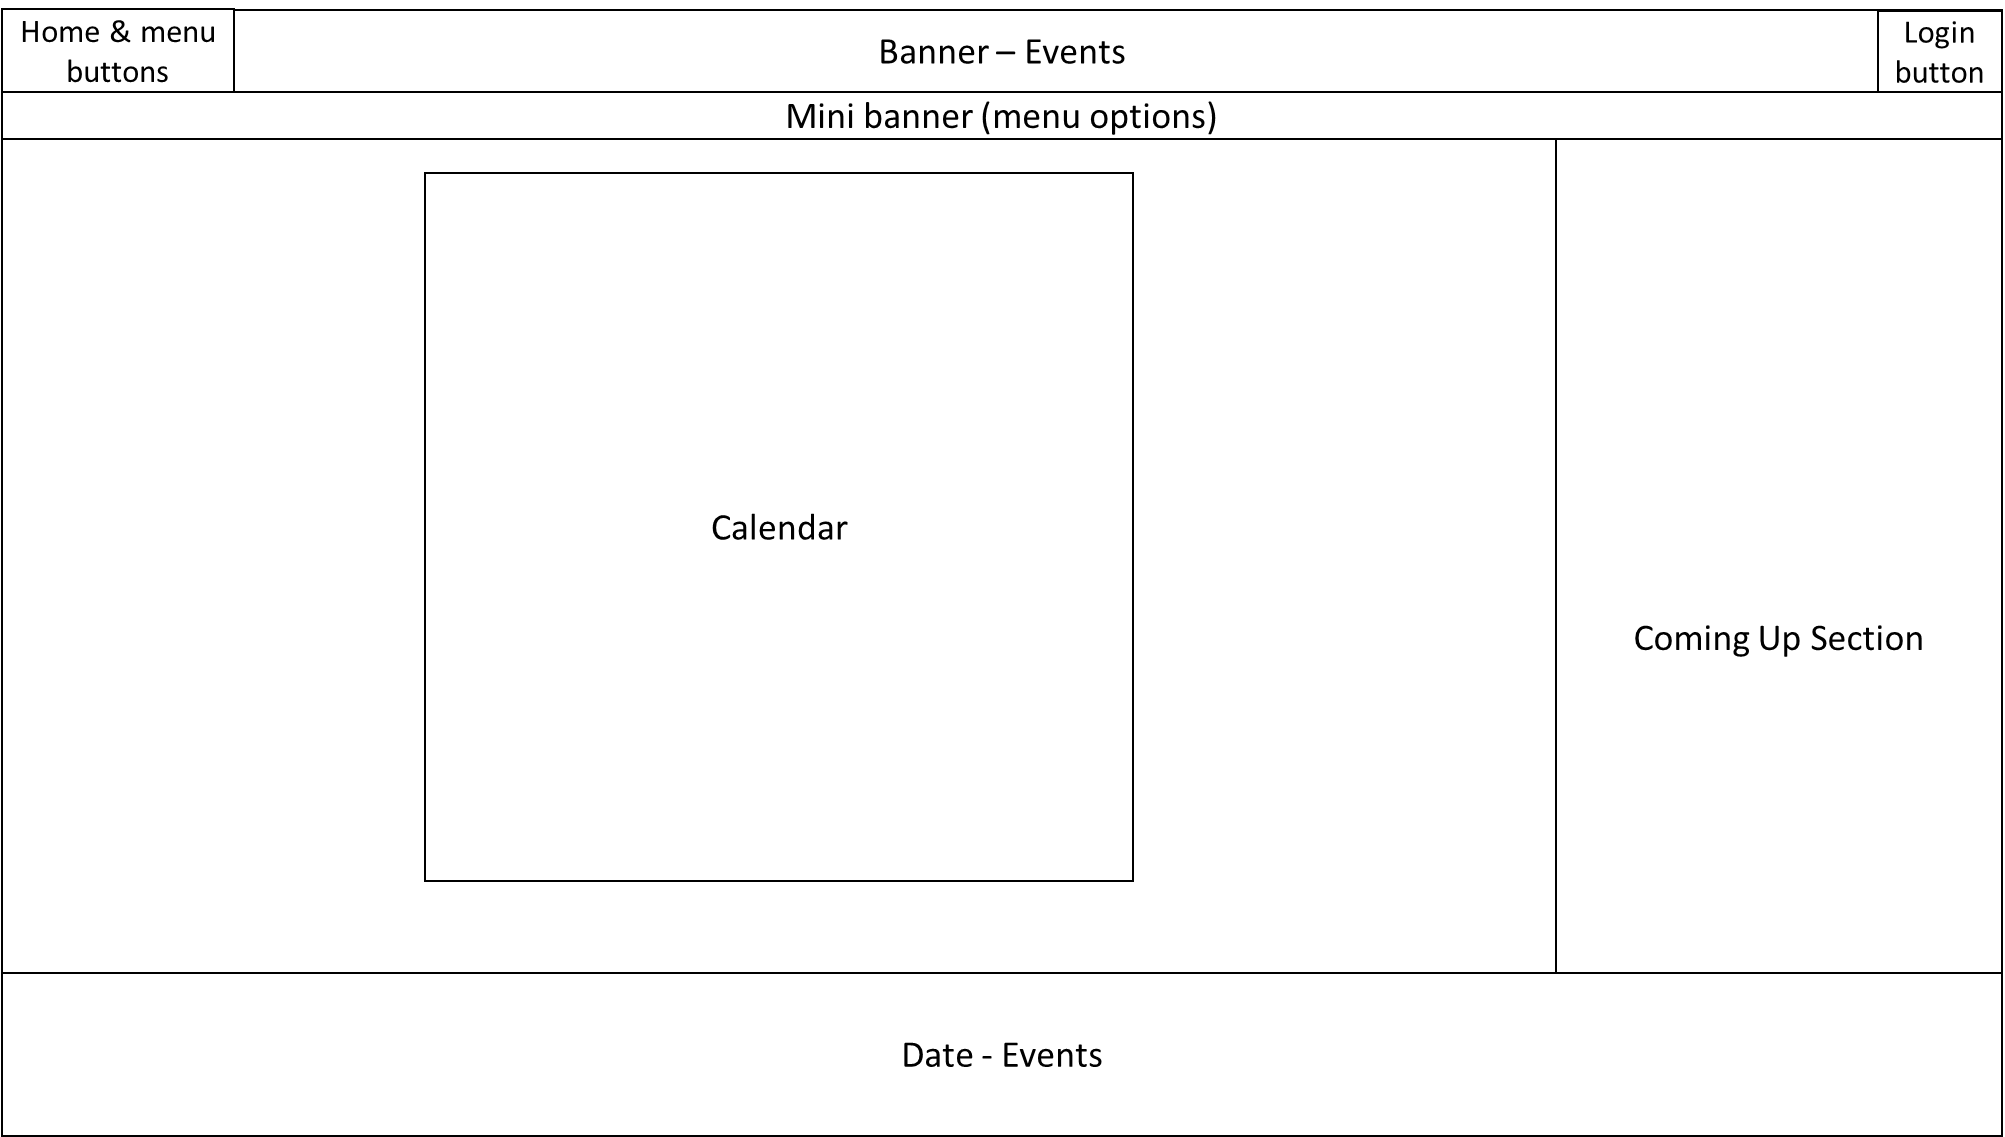 Home & menu
buttons
Banner – Events
Login
button
Mini banner (menu options)
Calendar
Coming Up Section
Date - Events